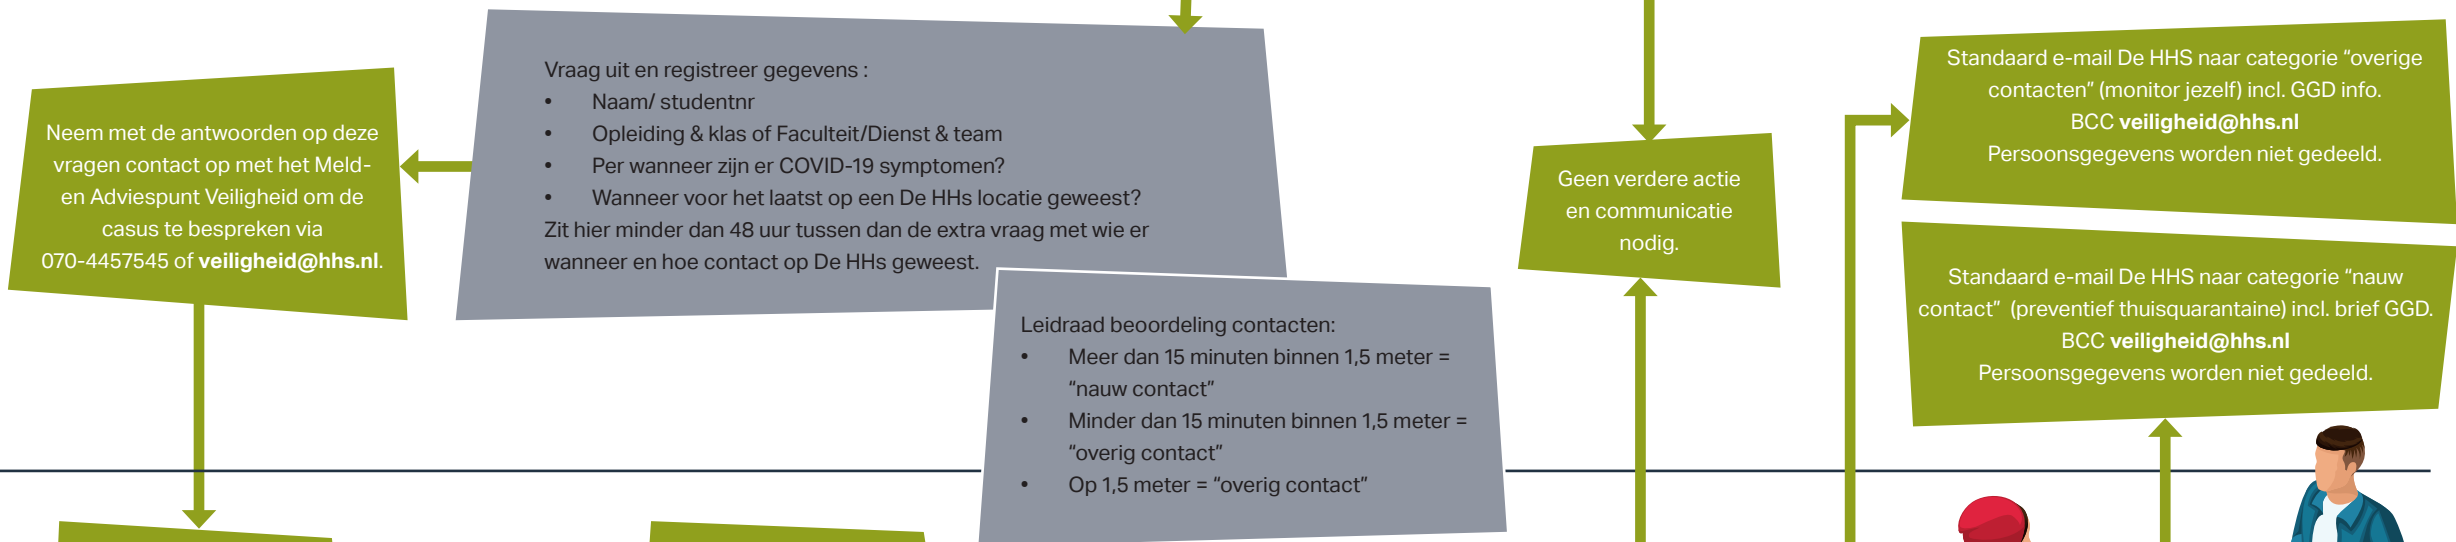 Neem met de antwoorden op deze
vragen contact op met het Meld-
en Adviespunt Veiligheid om de
casus te bespreken via
070-4457545 of veiligheid@hhs.nl.
Vraag uit en registreer gegevens :
• Naam/ studentnr
• Opleiding & klas of Faculteit/Dienst & team
• Per wanneer zijn er COVID-19 symptomen?
• Wanneer voor het laatst op een De HHs locatie geweest?
Zit hier minder dan 48 uur tussen dan de extra vraag met wie er
wanneer en hoe contact op De HHs geweest.
Leidraad beoordeling contacten:
• Meer dan 15 minuten binnen 1,5 meter =
“nauw contact”
• Minder dan 15 minuten binnen 1,5 meter =
“overig contact”
• Op 1,5 meter = “overig contact”
Geen verdere actie
en communicatie
nodig.
Standaard e-mail De HHS naar categorie “overige
contacten” (monitor jezelf) incl. GGD info.
BCC veiligheid@hhs.nl
Persoonsgegevens worden niet gedeeld.
Standaard e-mail De HHS naar categorie “nauw
contact” (preventief thuisquarantaine) incl. brief GGD.
BCC veiligheid@hhs.nl
Persoonsgegevens worden niet gedeeld.